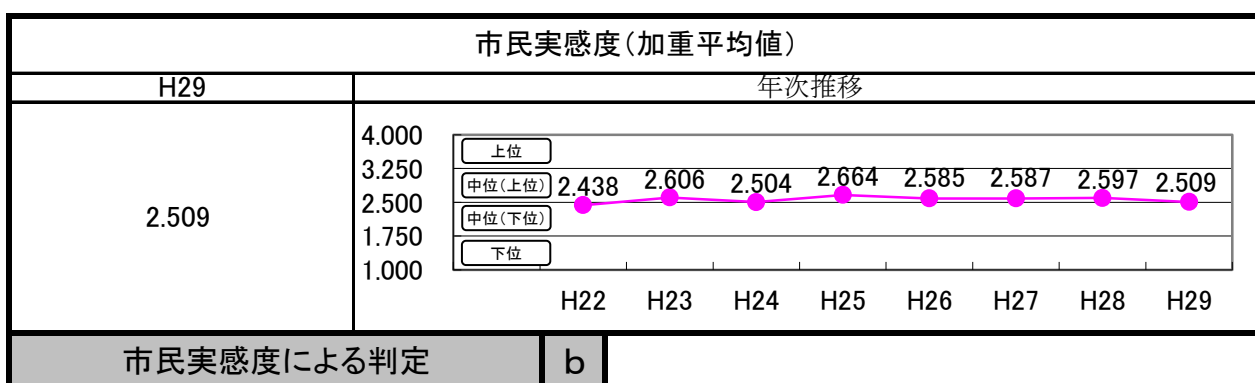 市民実感度(加重平均値)
H29 年次推移
2.509
4.000
3.250
2.500
1.750
1.000
上位
中位(上位)
中位(下位)
下位
2.438 2.606 2.504 2.664 2.585 2.587 2.597 2.509
H22 H23 H24 H25 H26 H27 H28 H29
市民実感度による判定 b